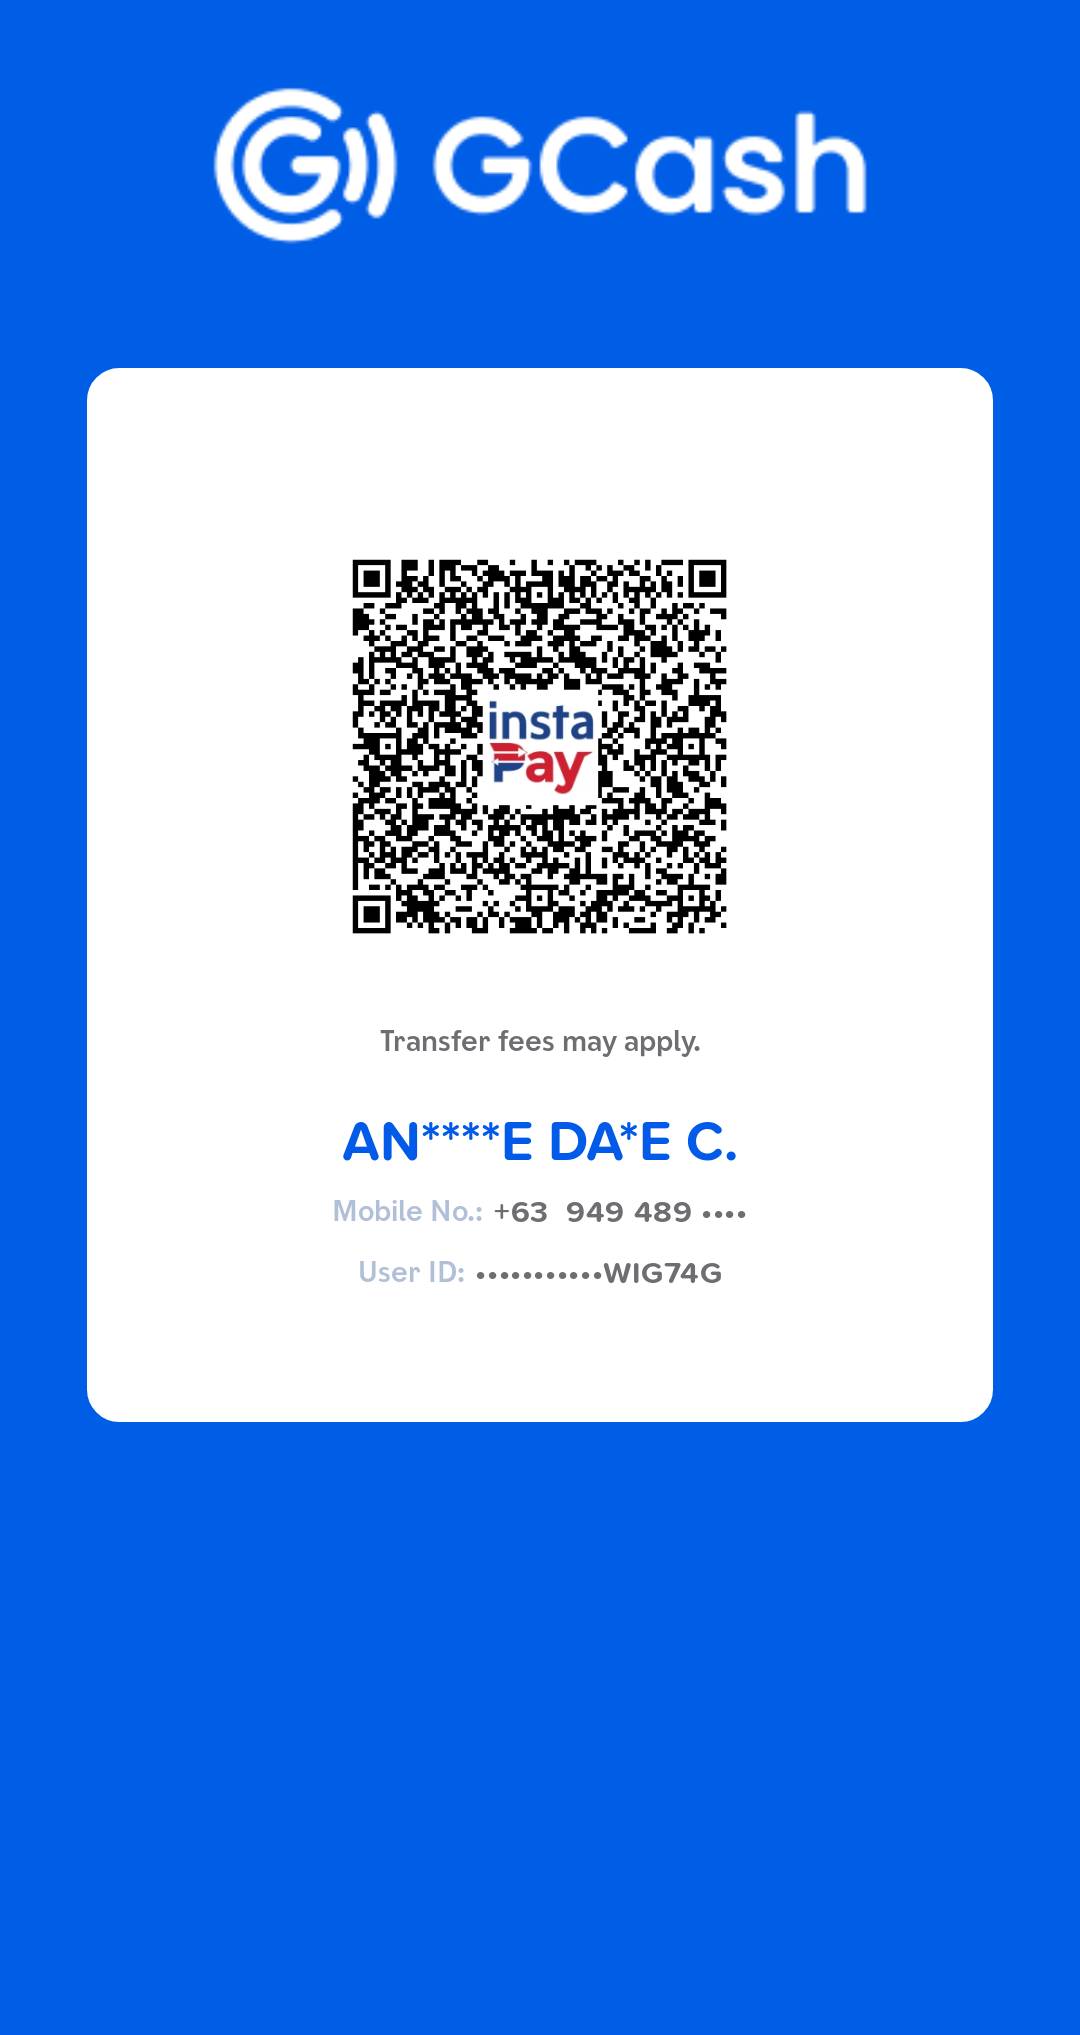 GCash
insta
Pay
Transfer fees may apply.
AN****E DA*E C.
Mobile No.: +63 949 489 ••••
User ID: •••••••••••WIG74G